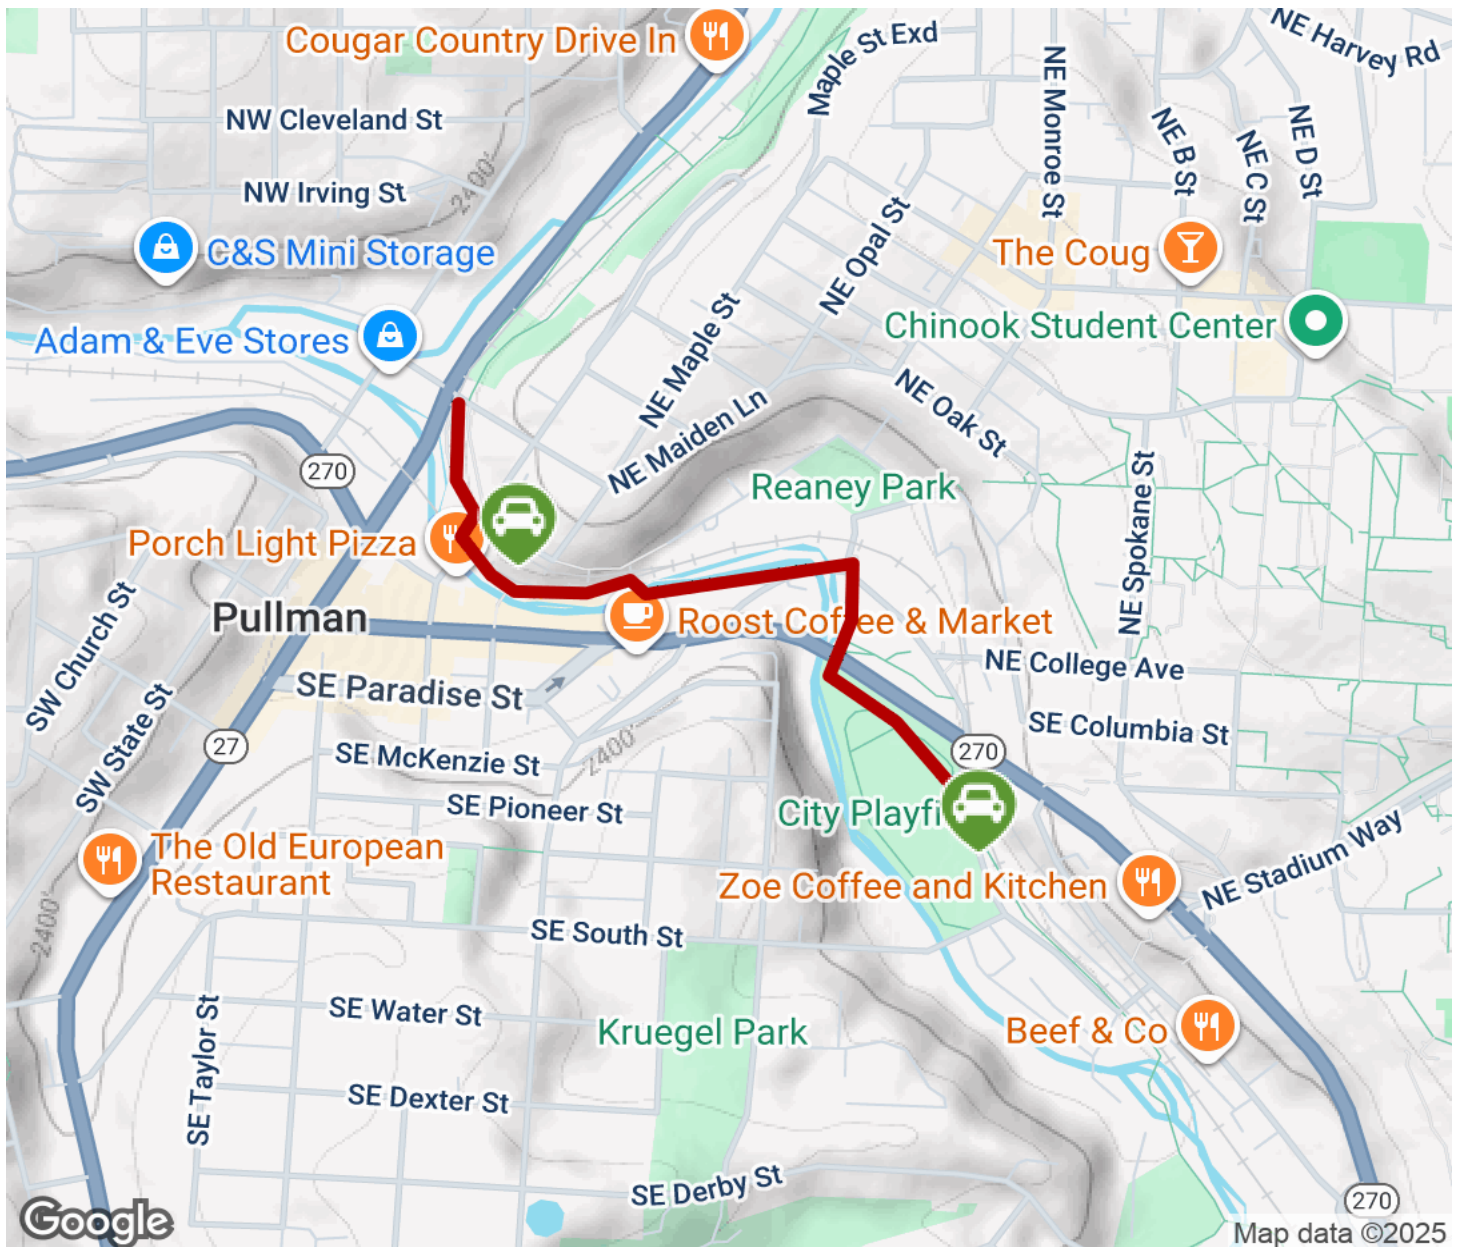 Cougar Country Drive In
Maple St Exd
NE Harvey Rd
NE Monroe St
NE B St
NE C St
NE D St
NW Cleveland St
2400'
NW Irving St
C&S Mini Storage
NE Opal St
The Coug
Adam & Eve Stores
NE Maple St
Chinook Student Center
NE Maiden Ln
NE Oak St
270
Reaney Park
NE Spokane St
Porch Light Pizza
Pullman
Roost Coffee & Market
SW Church St
NE College Ave
SE Paradise St
SW State St
27
SE Columbia St
270
SE McKenzie St
2400'
SE Pioneer St
City Playfi
The Old European
Restaurant
Zoe Coffee and Kitchen
NE Stadium Way
2400'
SE South St
SE Water St
Kruegel Park
Beef & Co
SE Taylor St
SE Dexter St
SE Derby St
270
Google
Map data ©2025